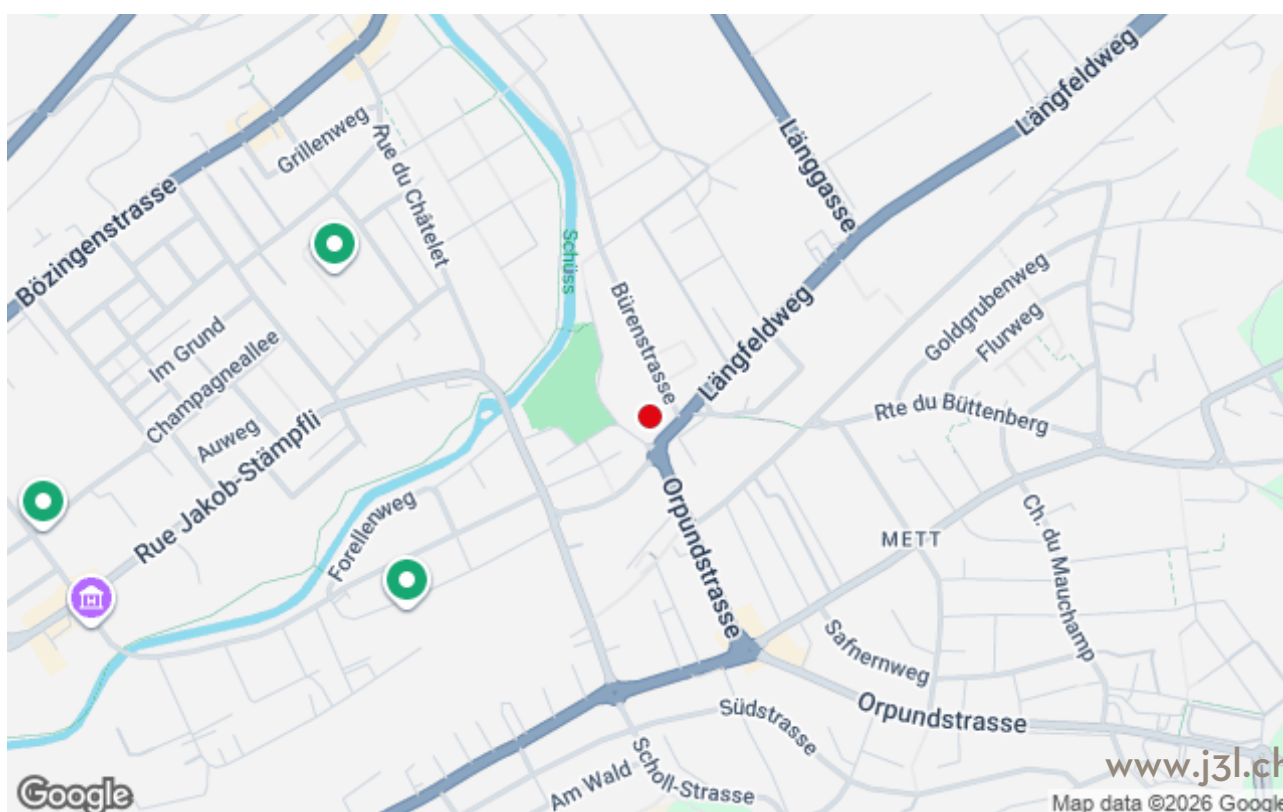 Längfeldweg
Grillenweg
Rue du Châtelet
Länggasse
Bözingenstrasse
Schüss
Bürenstrasse
Längfeldweg
Goldgrubenweg
Flurweg
Im Grund
Champagneallee
Auweg
Rte du Büttenberg
Rue Jakob-Stämpfli
Forellenweg
Orpundstrasse
METT
Ch. du Mauchamp
Safnernweg
Orpundstrasse
Südstrasse
Scholl-Strasse
Am Wald
www.j3l.ch
Google
Map data ©2026 Google